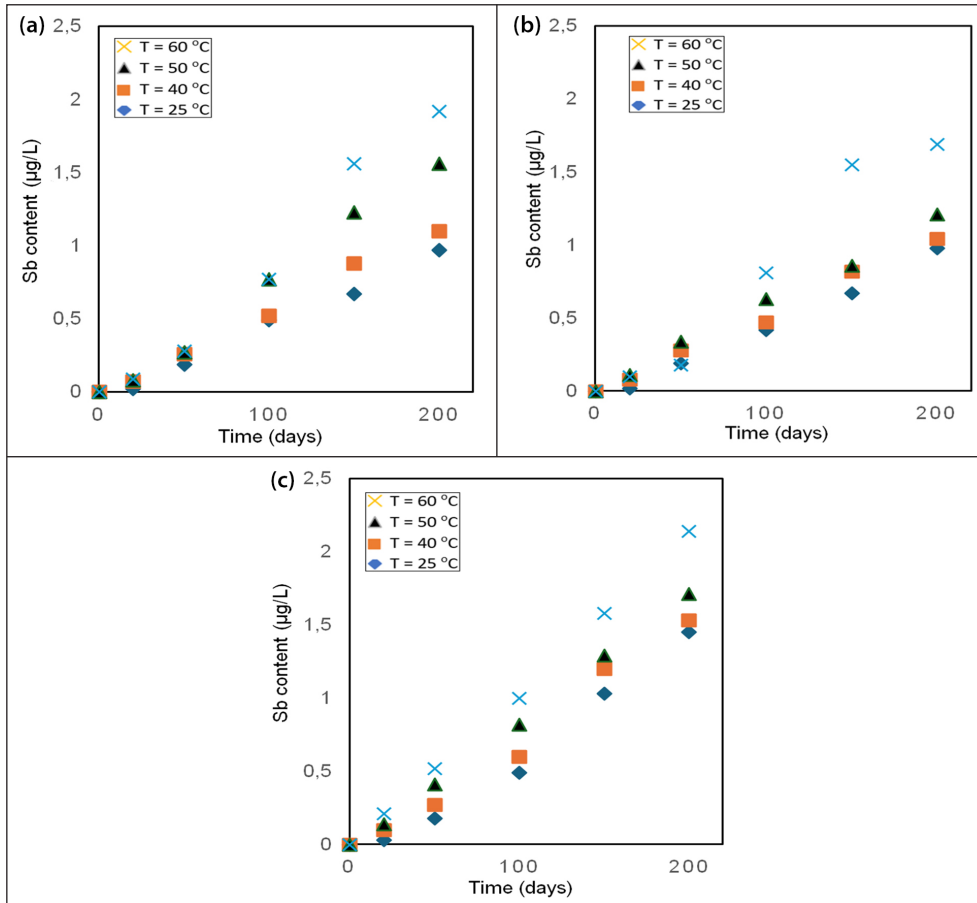 (a)
2,5
2
1,5
1
0,5
0
Sb content (µg/L)
T = 60 °C
T = 50 °C
T = 40 °C
T = 25 °C
0 100 200
Time (days)
(b)
2,5
2
1,5
1
0,5
0
Sb content (µg/L)
T = 60 °C
T = 50 °C
T = 40 °C
T = 25 °C
0 100 200
Time (days)
(c)
2,5
2
1,5
1
0,5
0
Sb content (µg/L)
T = 60 °C
T = 50 °C
T = 40 °C
T = 25 °C
0 100 200
Time (days)